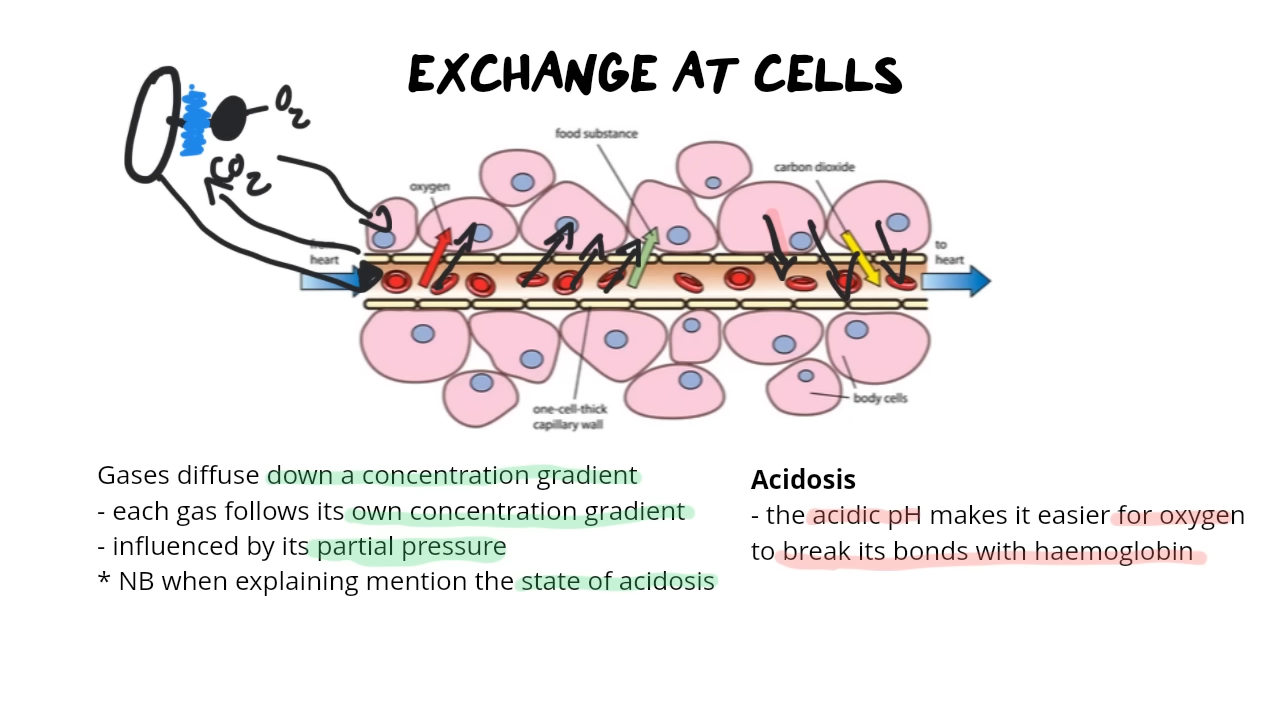 EXCHANGE AT CELLS
O2
CO2
food substance
carbon dioxide
oxygen
from
heart
to
heart
one-cell-thick
capillary wall
body cells
Gases diffuse down a concentration gradient
- each gas follows its own concentration gradient
- influenced by its partial pressure
* NB when explaining mention the state of acidosis
Acidosis
- the acidic pH makes it easier for oxygen
to break its bonds with haemoglobin